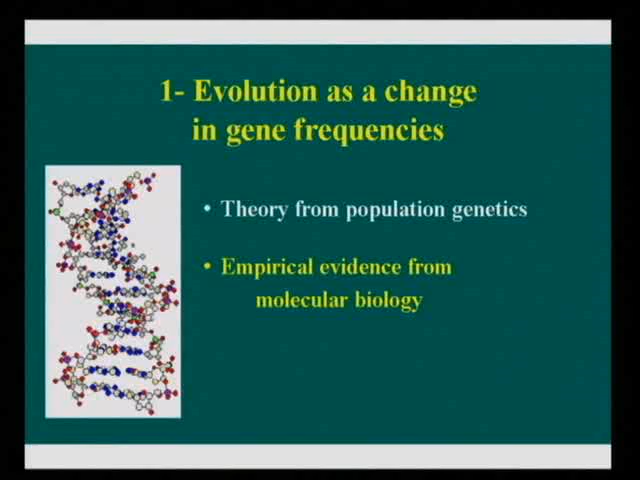 1- Evolution as a change
in gene frequencies
• Theory from population genetics
• Empirical evidence from
molecular biology